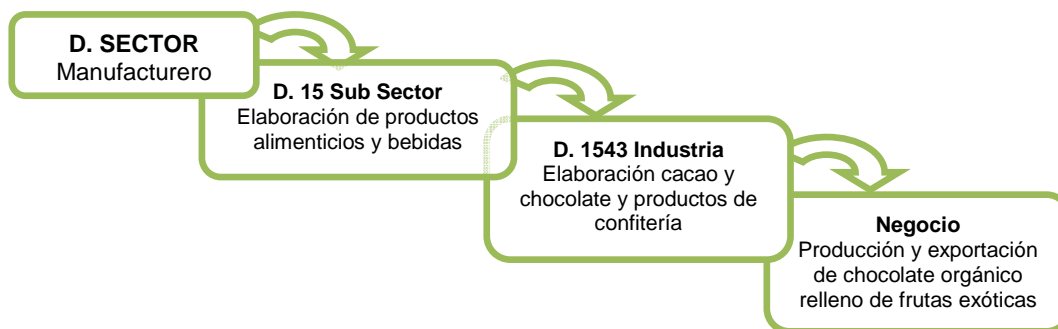 D. SECTOR
Manufacturero
D. 15 Sub Sector
Elaboración de productos
alimenticios y bebidas
D. 1543 Industria
Elaboración cacao y
chocolate y productos de
confitería
Negocio
Producción y exportación
de chocolate orgánico
relleno de frutas exóticas